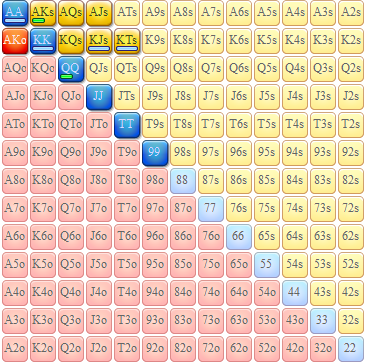 AA AKs AQs AJs ATs A9s A8s A7s A6s A5s A4s A3s A2s
AKo KK KQs KJs KTs K9s K8s K7s K6s K5s K4s K3s K2s
AQo KQo QQ QJs QTs Q9s Q8s Q7s Q6s Q5s Q4s Q3s Q2s
AJo KJo QJo JJ JTs J9s J8s J7s J6s J5s J4s J3s J2s
ATo KTo QTo JTo TT T9s T8s T7s T6s T5s T4s T3s T2s
A9o K9o Q9o J9o T9o 99 98s 97s 96s 95s 94s 93s 92s
A8o K8o Q8o J8o T8o 98o 88 87s 86s 85s 84s 83s 82s
A7o K7o Q7o J7o T7o 97o 87o 77 76s 75s 74s 73s 72s
A6o K6o Q6o J6o T6o 96o 86o 76o 66 65s 64s 63s 62s
A5o K5o Q5o J5o T5o 95o 85o 75o 65o 55 54s 53s 52s
A4o K4o Q4o J4o T4o 94o 84o 74o 64o 54o 44 43s 42s
A3o K3o Q3o J3o T3o 93o 83o 73o 63o 53o 43o 33 32s
A2o K2o Q2o J2o T2o 92o 82o 72o 62o 52o 42o 32o 22